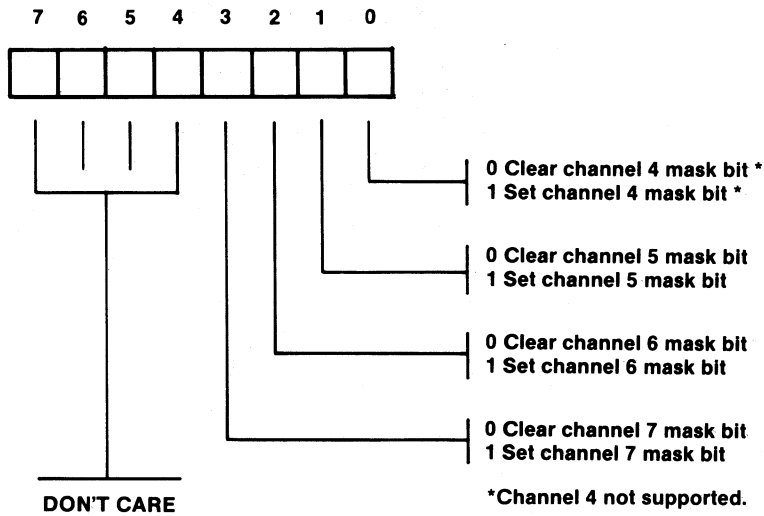 7 6 5 4 3 2 1 0
0 Clear channel 4 mask bit *
1 Set channel 4 mask bit *
0 Clear channel 5 mask bit
1 Set channel 5 mask bit
0 Clear channel 6 mask bit
1 Set channel 6 mask bit
0 Clear channel 7 mask bit
1 Set channel 7 mask bit
DON'T CARE
*Channel 4 not supported.